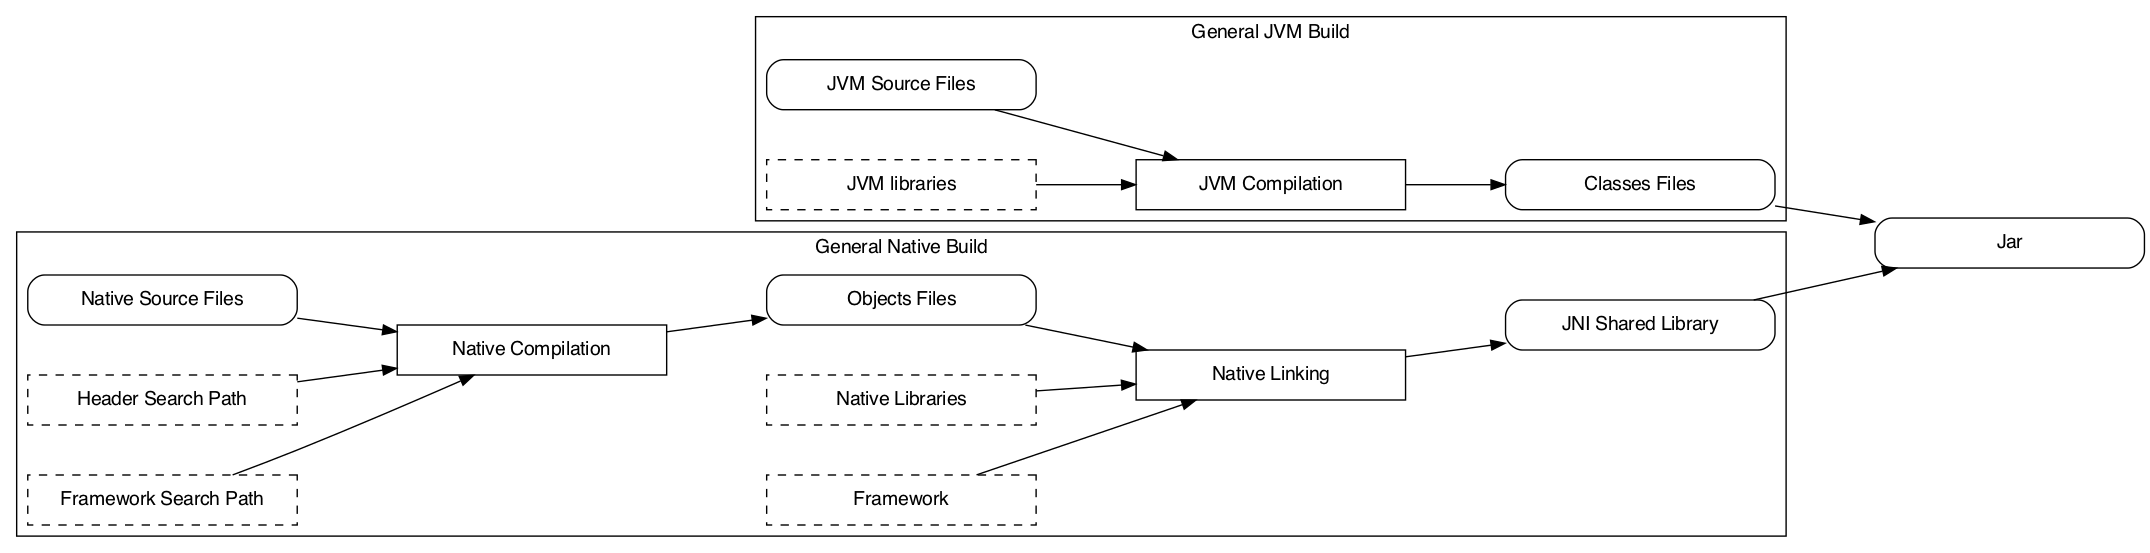 General JVM Build
JVM Source Files
JVM libraries
JVM Compilation
Classes Files
Jar
General Native Build
Native Source Files
Header Search Path
Framework Search Path
Native Compilation
Objects Files
Native Libraries
Framework
Native Linking
JNI Shared Library